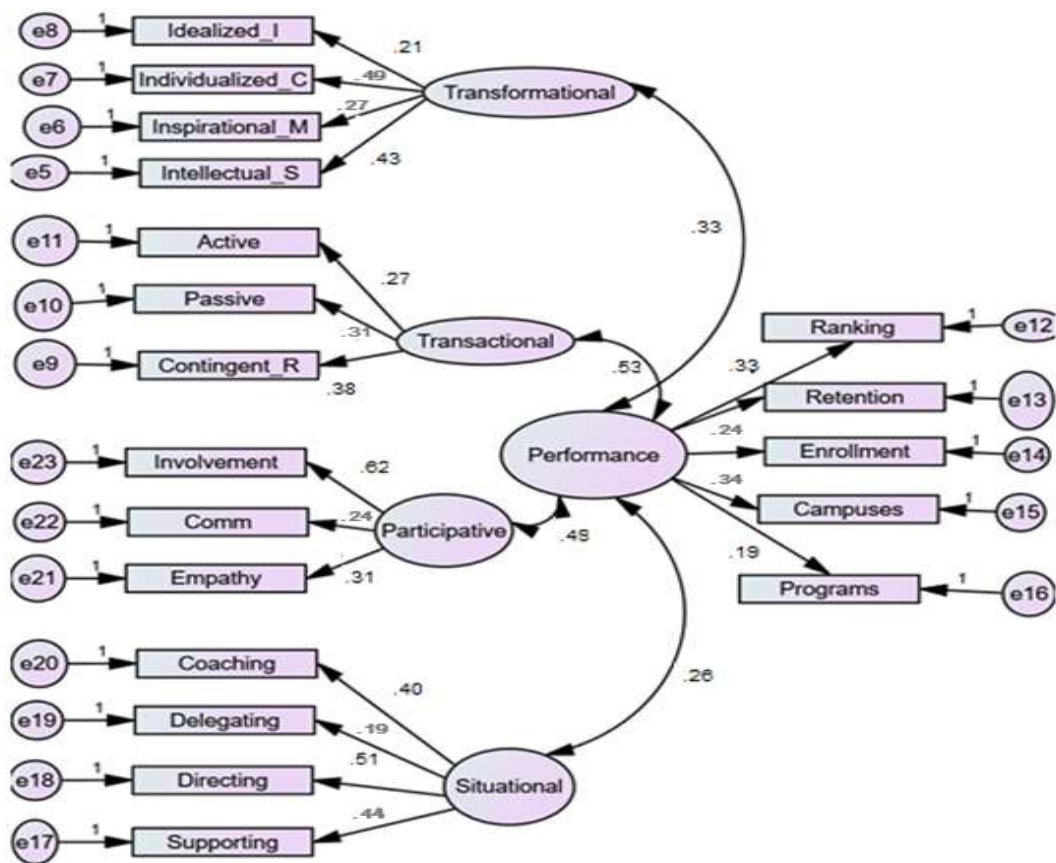 e8 1 Idealized_I
.21
e7 1 Individualized_C .49 Transformational
.27
e6 1 Inspirational_M
e5 1 Intellectual_S .43
.33
e11 1 Active
.27
e10 1 Passive
.31 Transactional
e9 1 Contingent_R
.38
.53
Ranking 1 e12
.33
Retention 1 e13
.24
Performance Enrollment 1 e14
.34
Campuses 1 e15
.19
Programs 1 e16
e23 1 Involvement
.62
e22 1 Comm .24 Participative
e21 1 Empathy .31
e20 1 Coaching
.40
.26
e19 1 Delegating .19
.51
e18 1 Directing Situational
.44
e17 1 Supporting